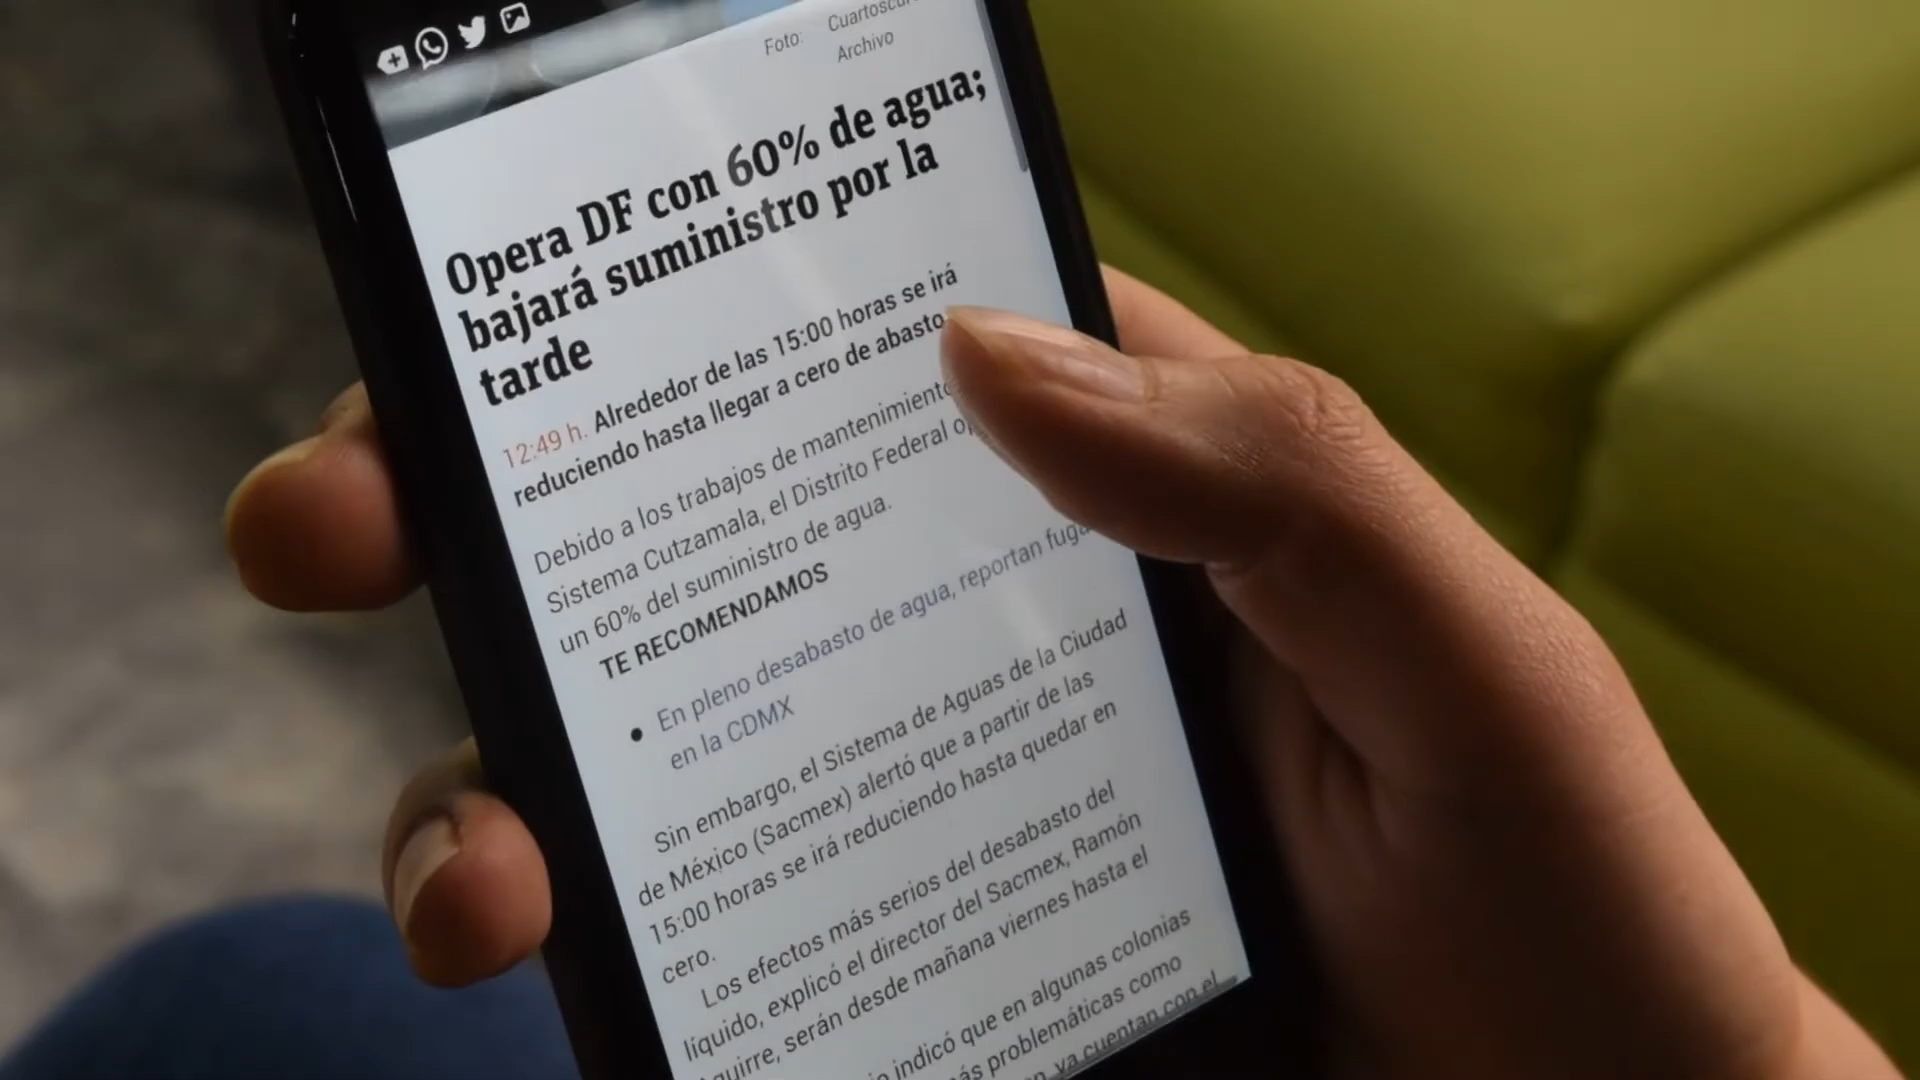 Foto: Cuartoscuro
Archivo
Opera DF con 60% de agua;
bajará suministro por la
tarde
12:49 h. Alrededor de las 15:00 horas se irá
reduciendo hasta llegar a cero de abasto
Debido a los trabajos de mantenimiento
Sistema Cutzamala, el Distrito Federal
un 60% del suministro de agua.
TE RECOMENDAMOS
• En pleno desabasto de agua, reportan fuga
en la CDMX
Sin embargo, el Sistema de Aguas de la Ciudad
de México (Sacmex) alertó que a partir de las
15:00 horas se irá reduciendo hasta quedar en
cero.
Los efectos más serios del desabasto del
líquido, explicó el director del Sacmex, Ramón
Aguirre, serán desde mañana viernes hasta el
indicó que en algunas colonias
más problemáticas como
ya cuentan con el